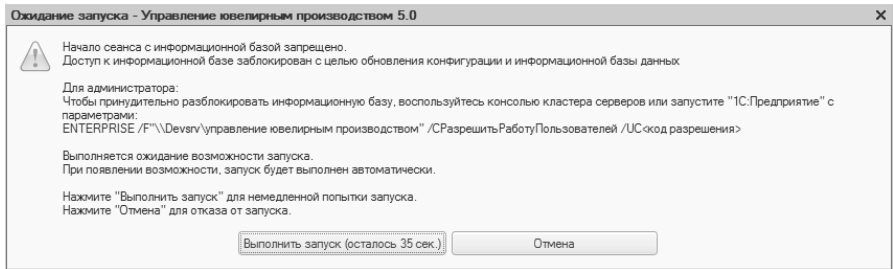 Ожидание запуска - Управление ювелирным производством 5.0
Начало сеанса с информационной базой запрещено.
Доступ к информационной базе заблокирован с целью обновления конфигурации и информационной базы данных
Для администратора:
Чтобы принудительно разблокировать информационную базу, воспользуйтесь консолью кластера серверов или запустите "1С:Предприятие" с
параметрами:
ENTERPRISE /F"\\Devsrv\управление ювелирным производством" /CРазрешитьРаботуПользователей /UC<код разрешения>
Выполняется ожидание возможности запуска.
При появлении возможности, запуск будет выполнен автоматически.
Нажмите "Выполнить запуск" для немедленной попытки запуска.
Нажмите "Отмена" для отказа от запуска.
Выполнить запуск (осталось 35 сек.) Отмена